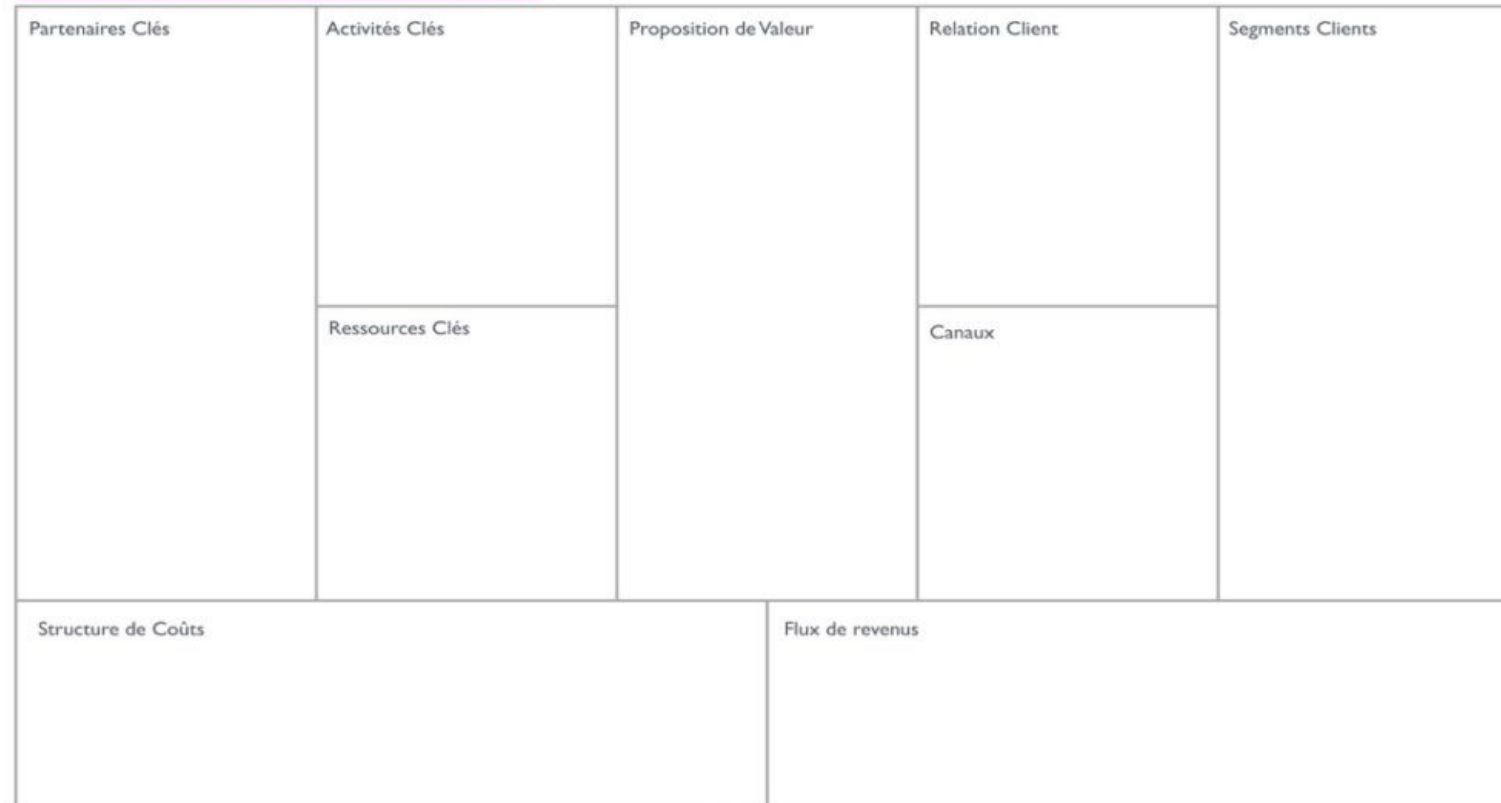 Partenaires Clés
Activités Clés
Proposition de Valeur
Relation Client
Segments Clients
Ressources Clés
Canaux
Structure de Coûts
Flux de revenus